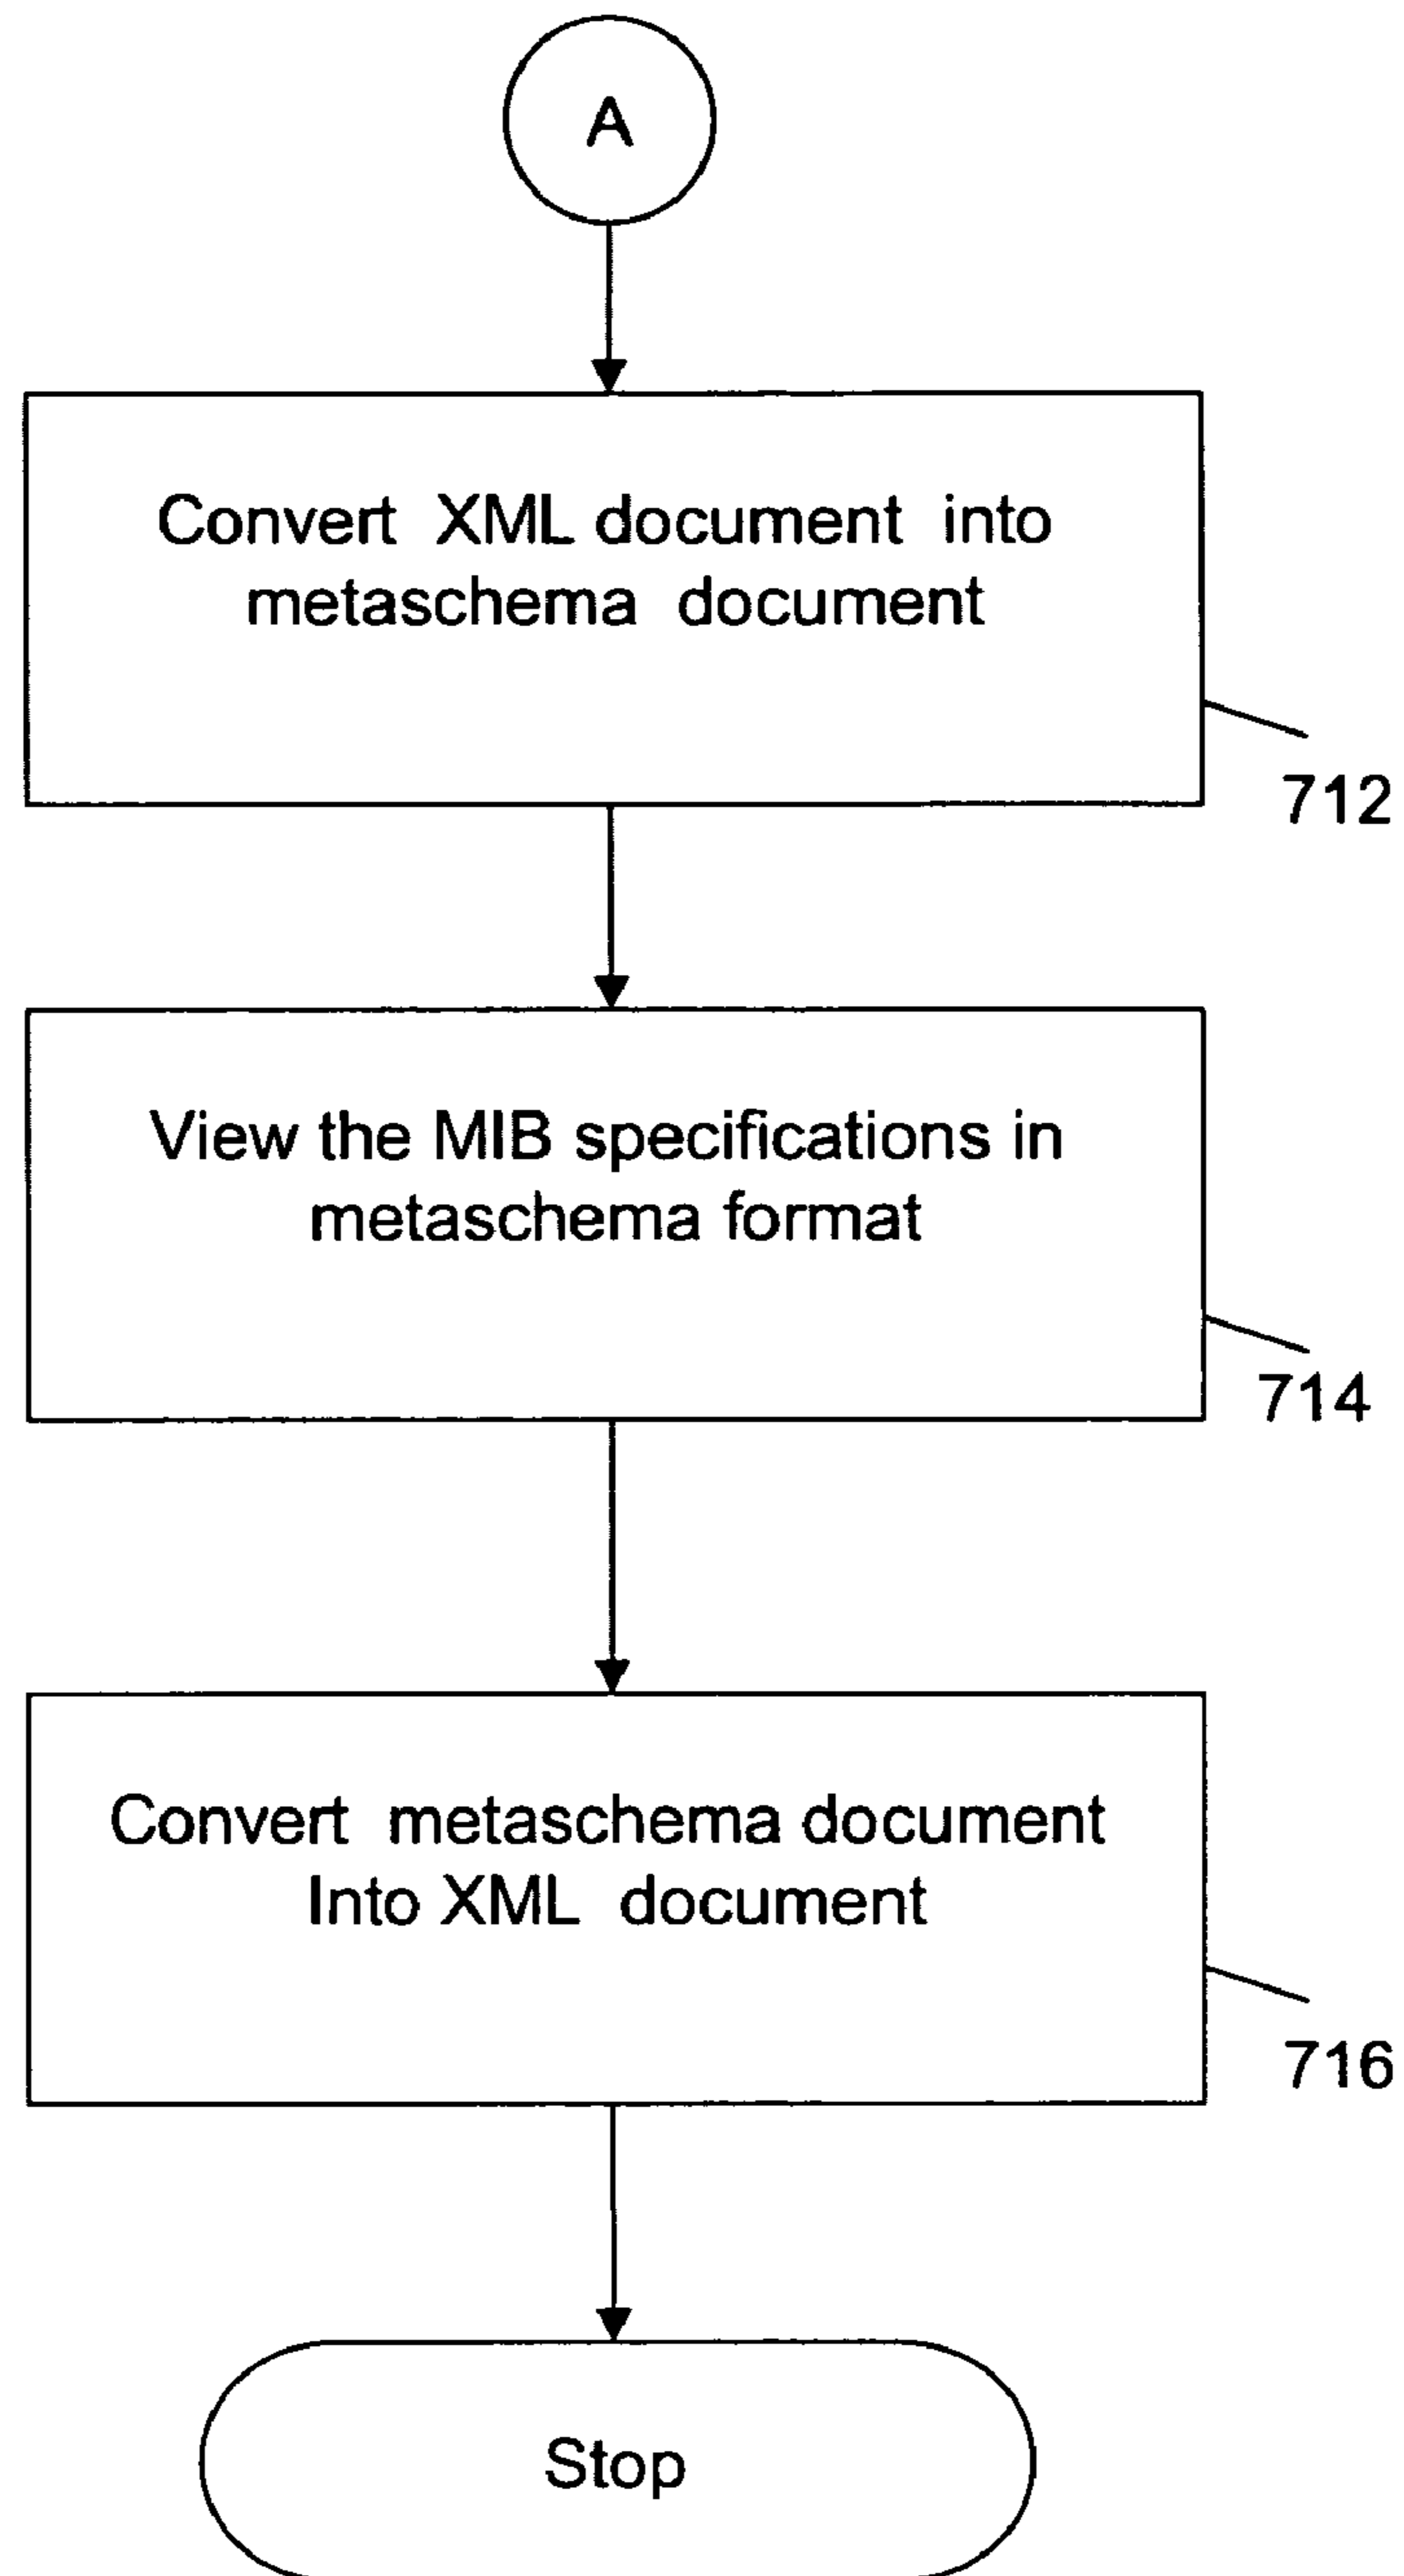 A
Convert XML document into
metaschema document
712
View the MIB specifications in
metaschema format
714
Convert metaschema document
Into XML document
716
Stop